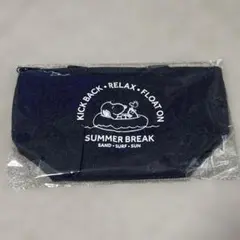 KICK BACK • RELAX • FLOAT ON
SUMMER BREAK
SAND • SURF • SUN